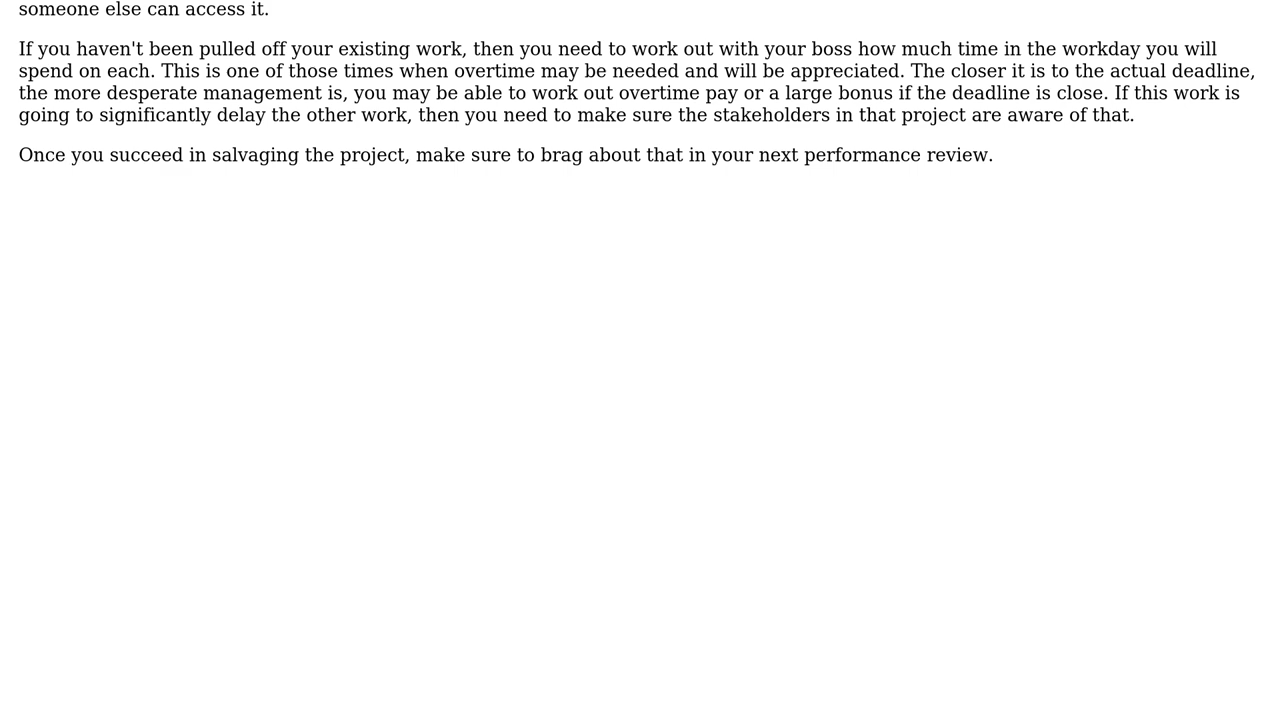 someone else can access it.
If you haven't been pulled off your existing work, then you need to work out with your boss how much time in the workday you will
spend on each. This is one of those times when overtime may be needed and will be appreciated. The closer it is to the actual deadline,
the more desperate management is, you may be able to work out overtime pay or a large bonus if the deadline is close. If this work is
going to significantly delay the other work, then you need to make sure the stakeholders in that project are aware of that.
Once you succeed in salvaging the project, make sure to brag about that in your next performance review.